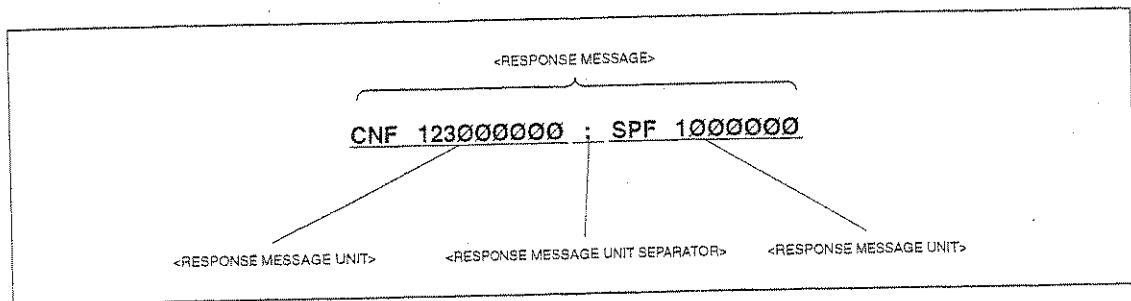 <RESPONSE MESSAGE>
CNF 123ØØØØØØ ; SPF 1ØØØØØØ
<RESPONSE MESSAGE UNIT> <RESPONSE MESSAGE UNIT SEPARATOR> <RESPONSE MESSAGE UNIT>